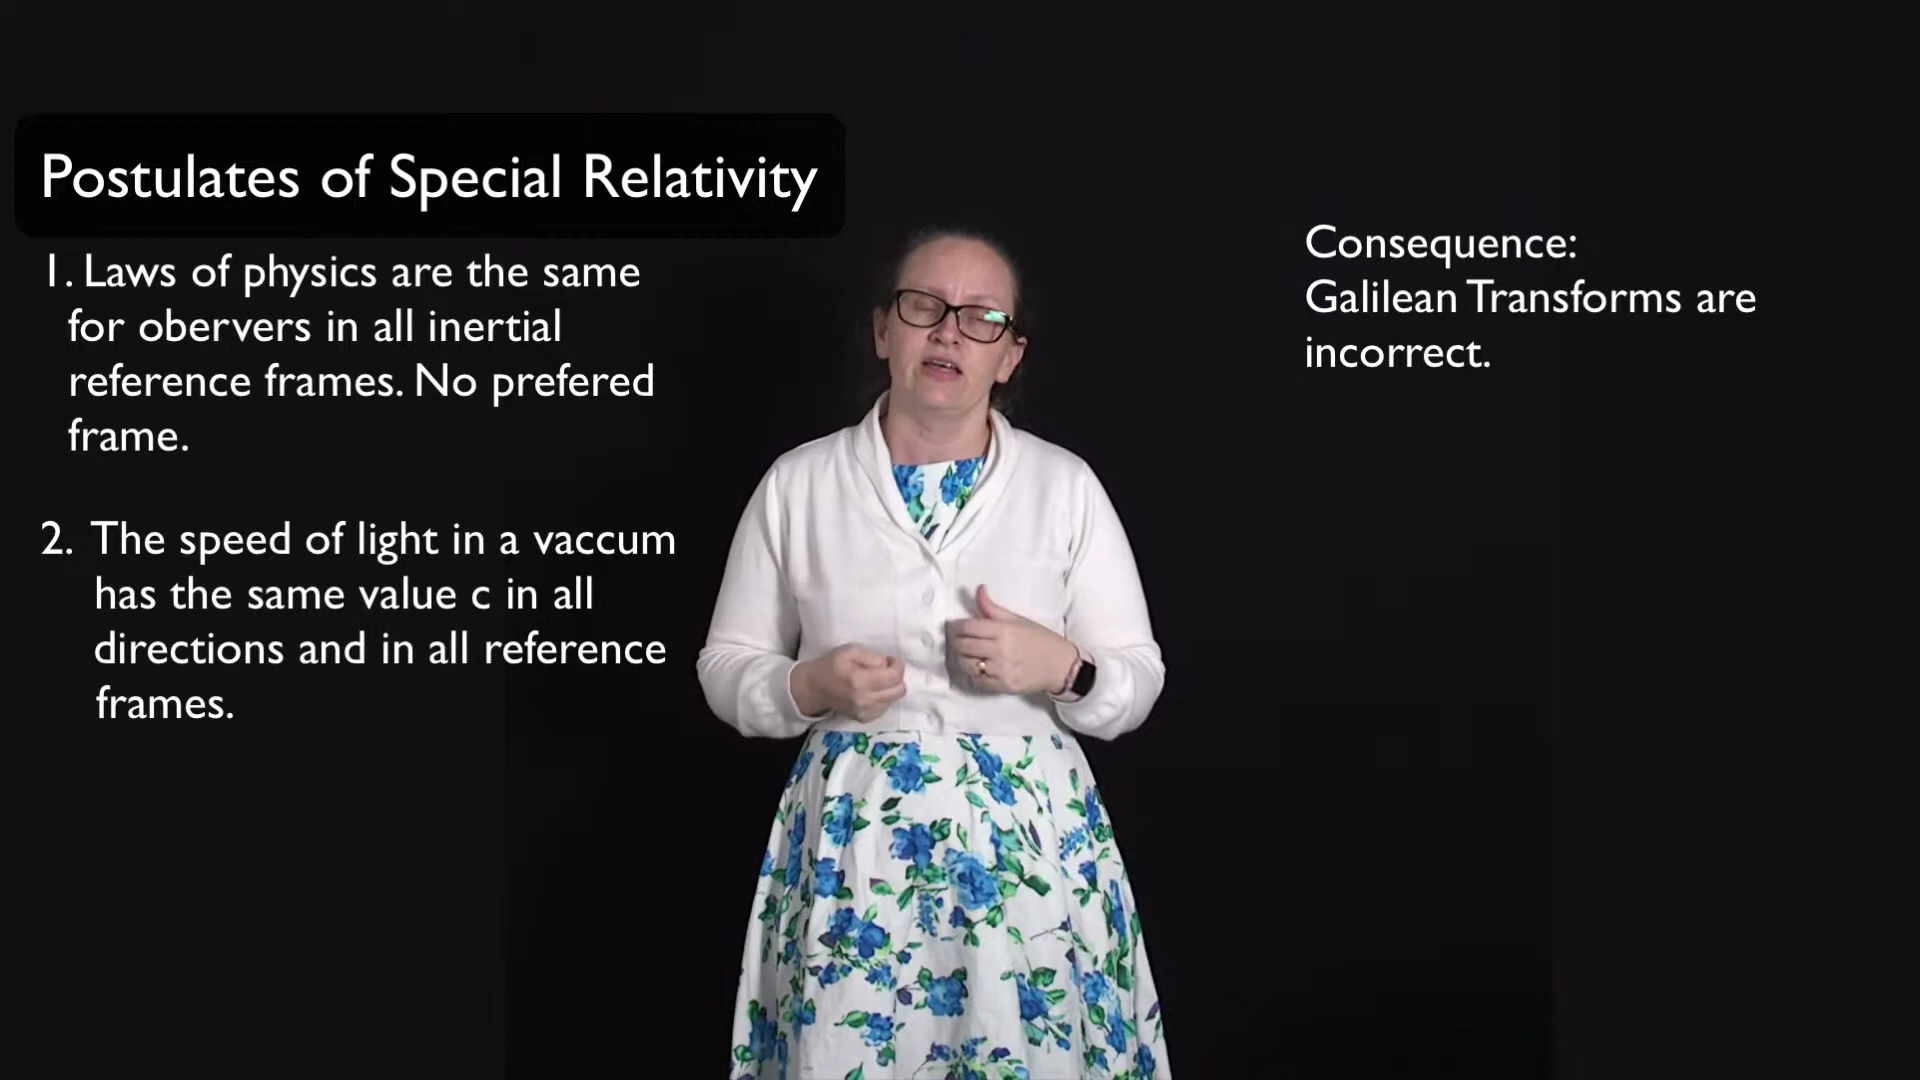 Postulates of Special Relativity
1. Laws of physics are the same
for obervers in all inertial
reference frames. No prefered
frame.
2. The speed of light in a vaccum
has the same value c in all
directions and in all reference
frames.
Consequence:
Galilean Transforms are
incorrect.